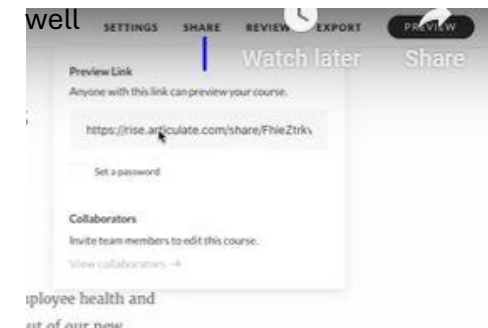 well
SETTINGS SHARE REVIEW EXPORT PREVIEW
Watch later Share
Preview Link
Anyone with this link can preview your course.
https://rise.articulate.com/share/FhieZtrkv
Set a password
Collaborators
Invite team members to edit this course.
View collaborators →
ployee health and
out of our new